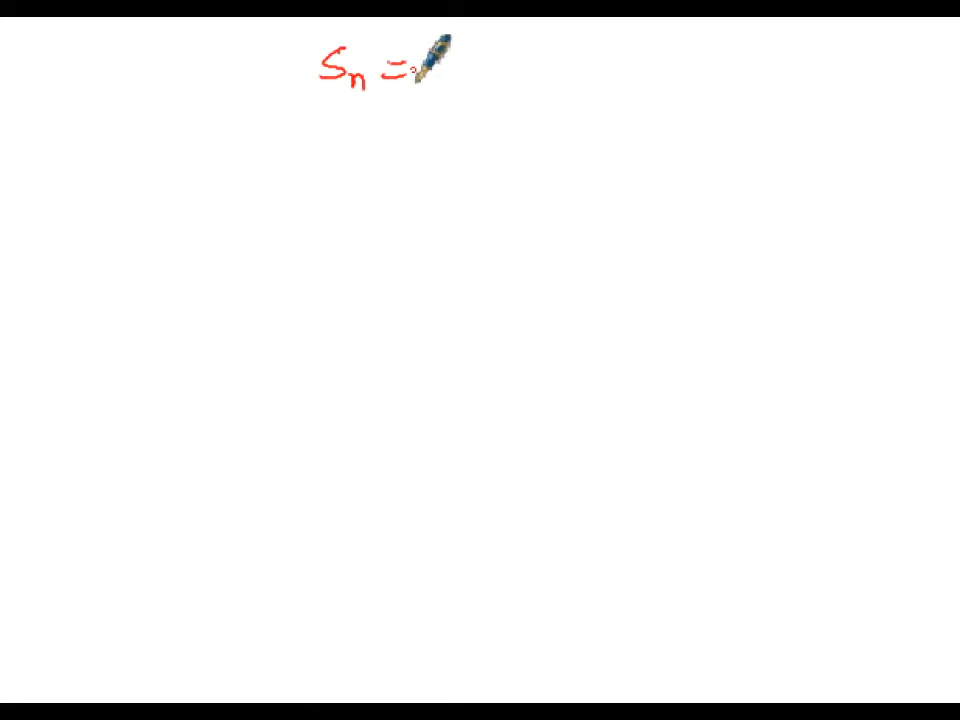 Sn =